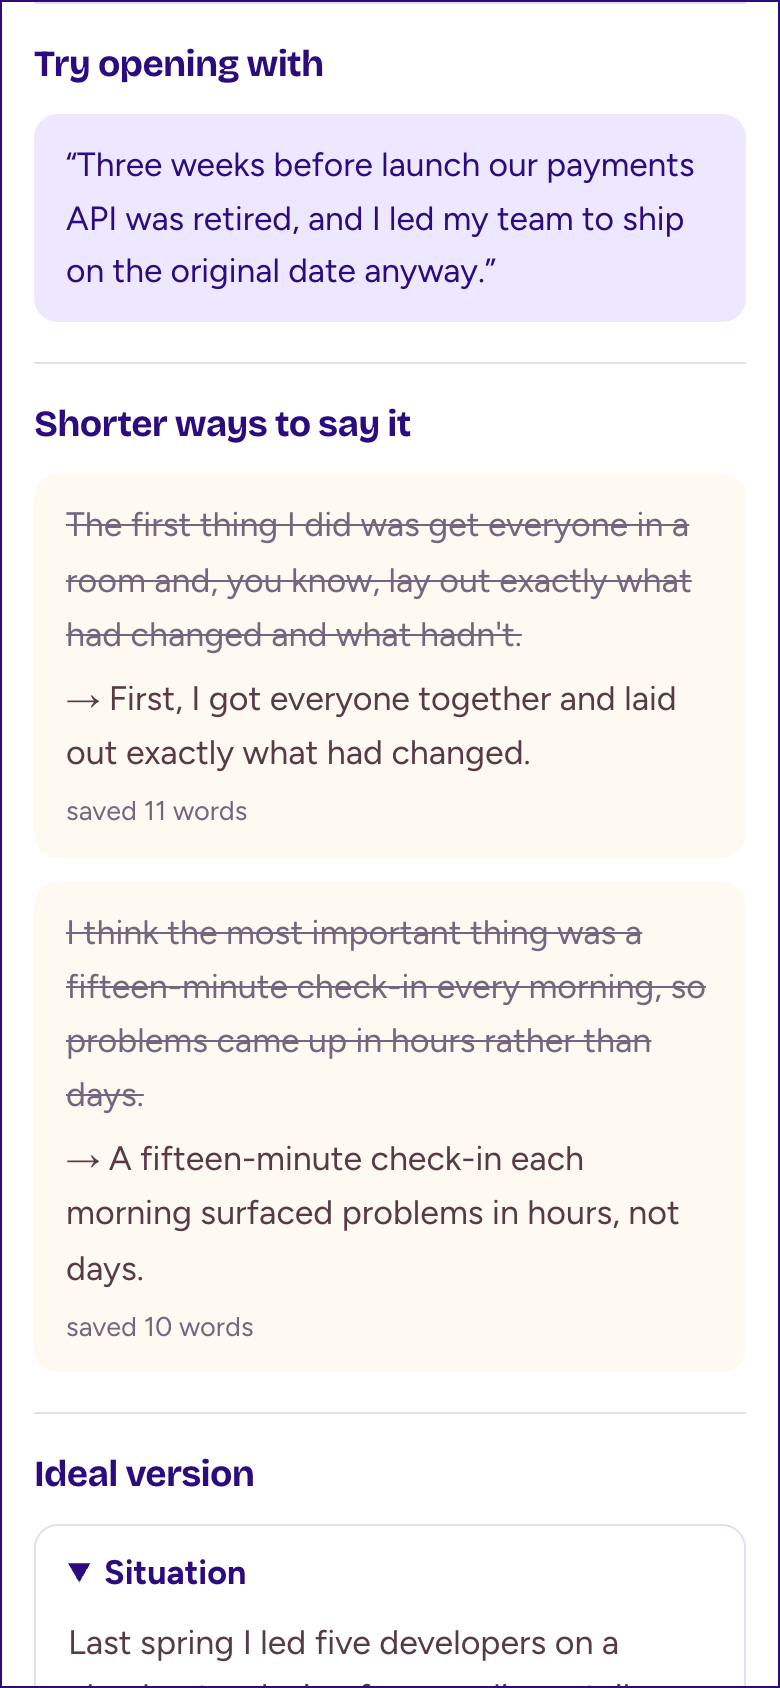 Try opening with
“Three weeks before launch our payments
API was retired, and I led my team to ship
on the original date anyway.”
Shorter ways to say it
The first thing I did was get everyone in a
room and, you know, lay out exactly what
had changed and what hadn't.
→ First, I got everyone together and laid
out exactly what had changed.
saved 11 words
I think the most important thing was a
fifteen-minute check-in every morning, so
problems came up in hours rather than
days.
→ A fifteen-minute check-in each
morning surfaced problems in hours, not
days.
saved 10 words
Ideal version
▼ Situation
Last spring I led five developers on a